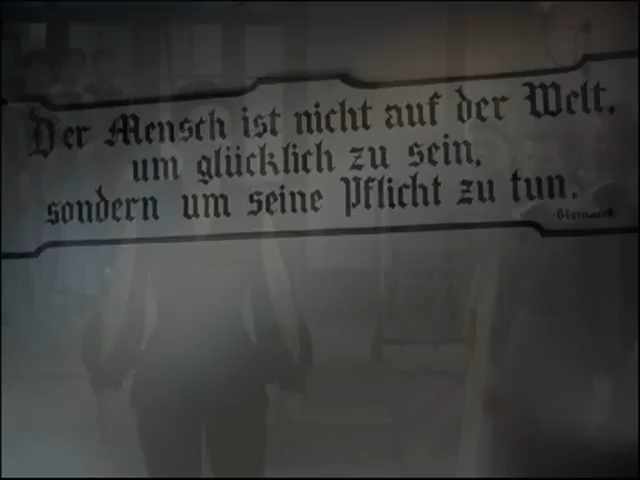 Der Mensch ist nicht auf der Welt,
um glücklich zu sein,
sondern um seine Pflicht zu tun.
Bismarck